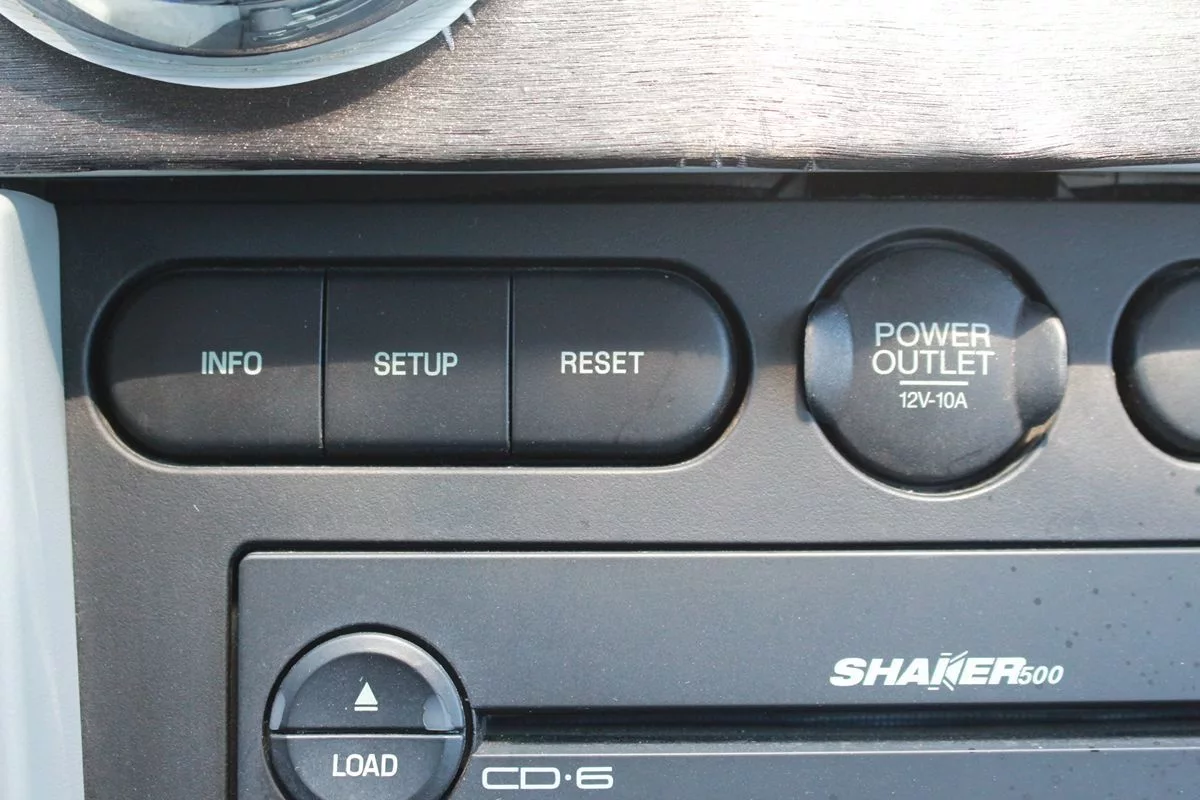 INFO
SETUP
RESET
POWER
OUTLET
12V-10A
SHAKER500
LOAD
CD·6